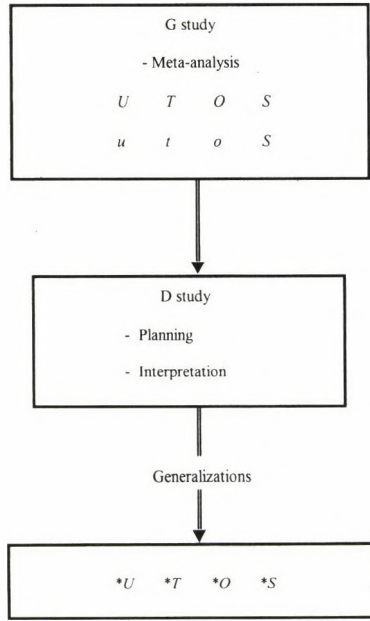 G study
- Meta-analysis
U T O S
u t o S
D study
- Planning
- Interpretation
Generalizations
*U *T *O *S